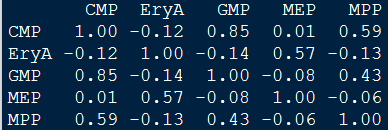 CMP EryA GMP MEP MPP
CMP 1.00 -0.12 0.85 0.01 0.59
EryA -0.12 1.00 -0.14 0.57 -0.13
GMP 0.85 -0.14 1.00 -0.08 0.43
MEP 0.01 0.57 -0.08 1.00 -0.06
MPP 0.59 -0.13 0.43 -0.06 1.00